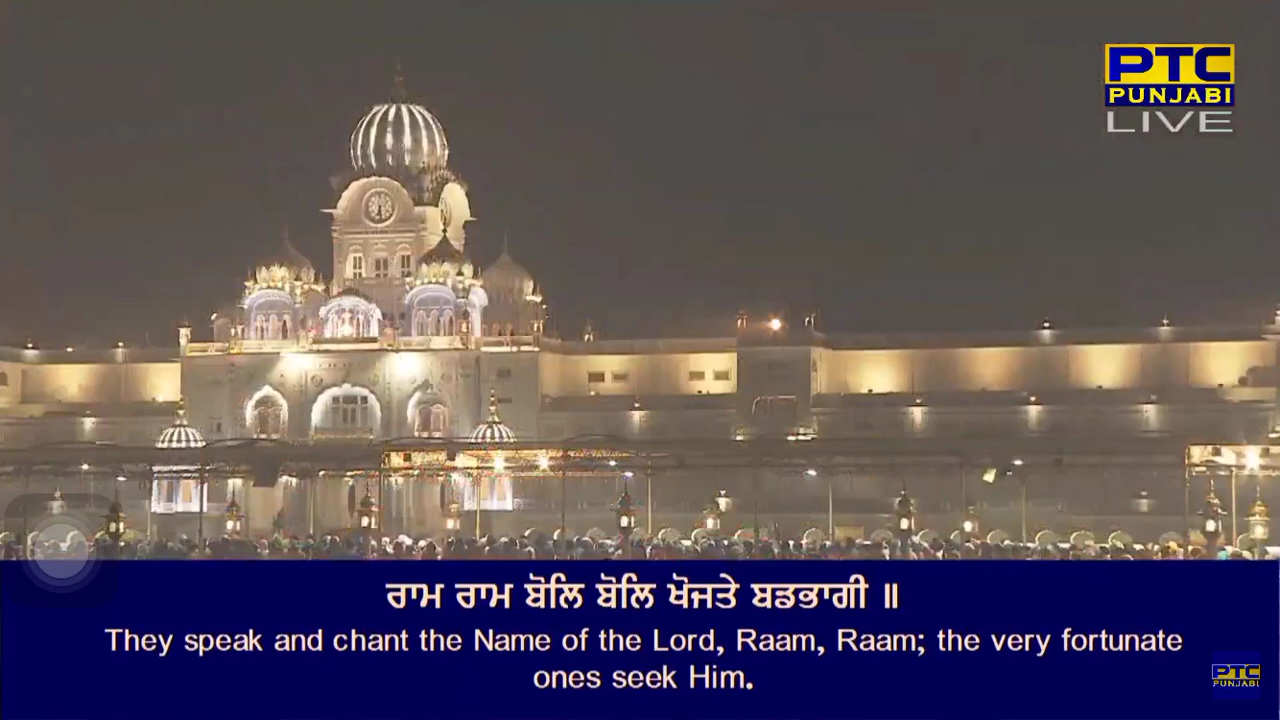 PTC
PUNJABI
LIVE
ਰਾਮ ਰਾਮ ਬੋਲਿ ਬੋਲਿ ਖੋਜਤੇ ਬਡਭਾਗੀ ॥
They speak and chant the Name of the Lord, Raam, Raam; the very fortunate
ones seek Him.
PTC
PUNJABI